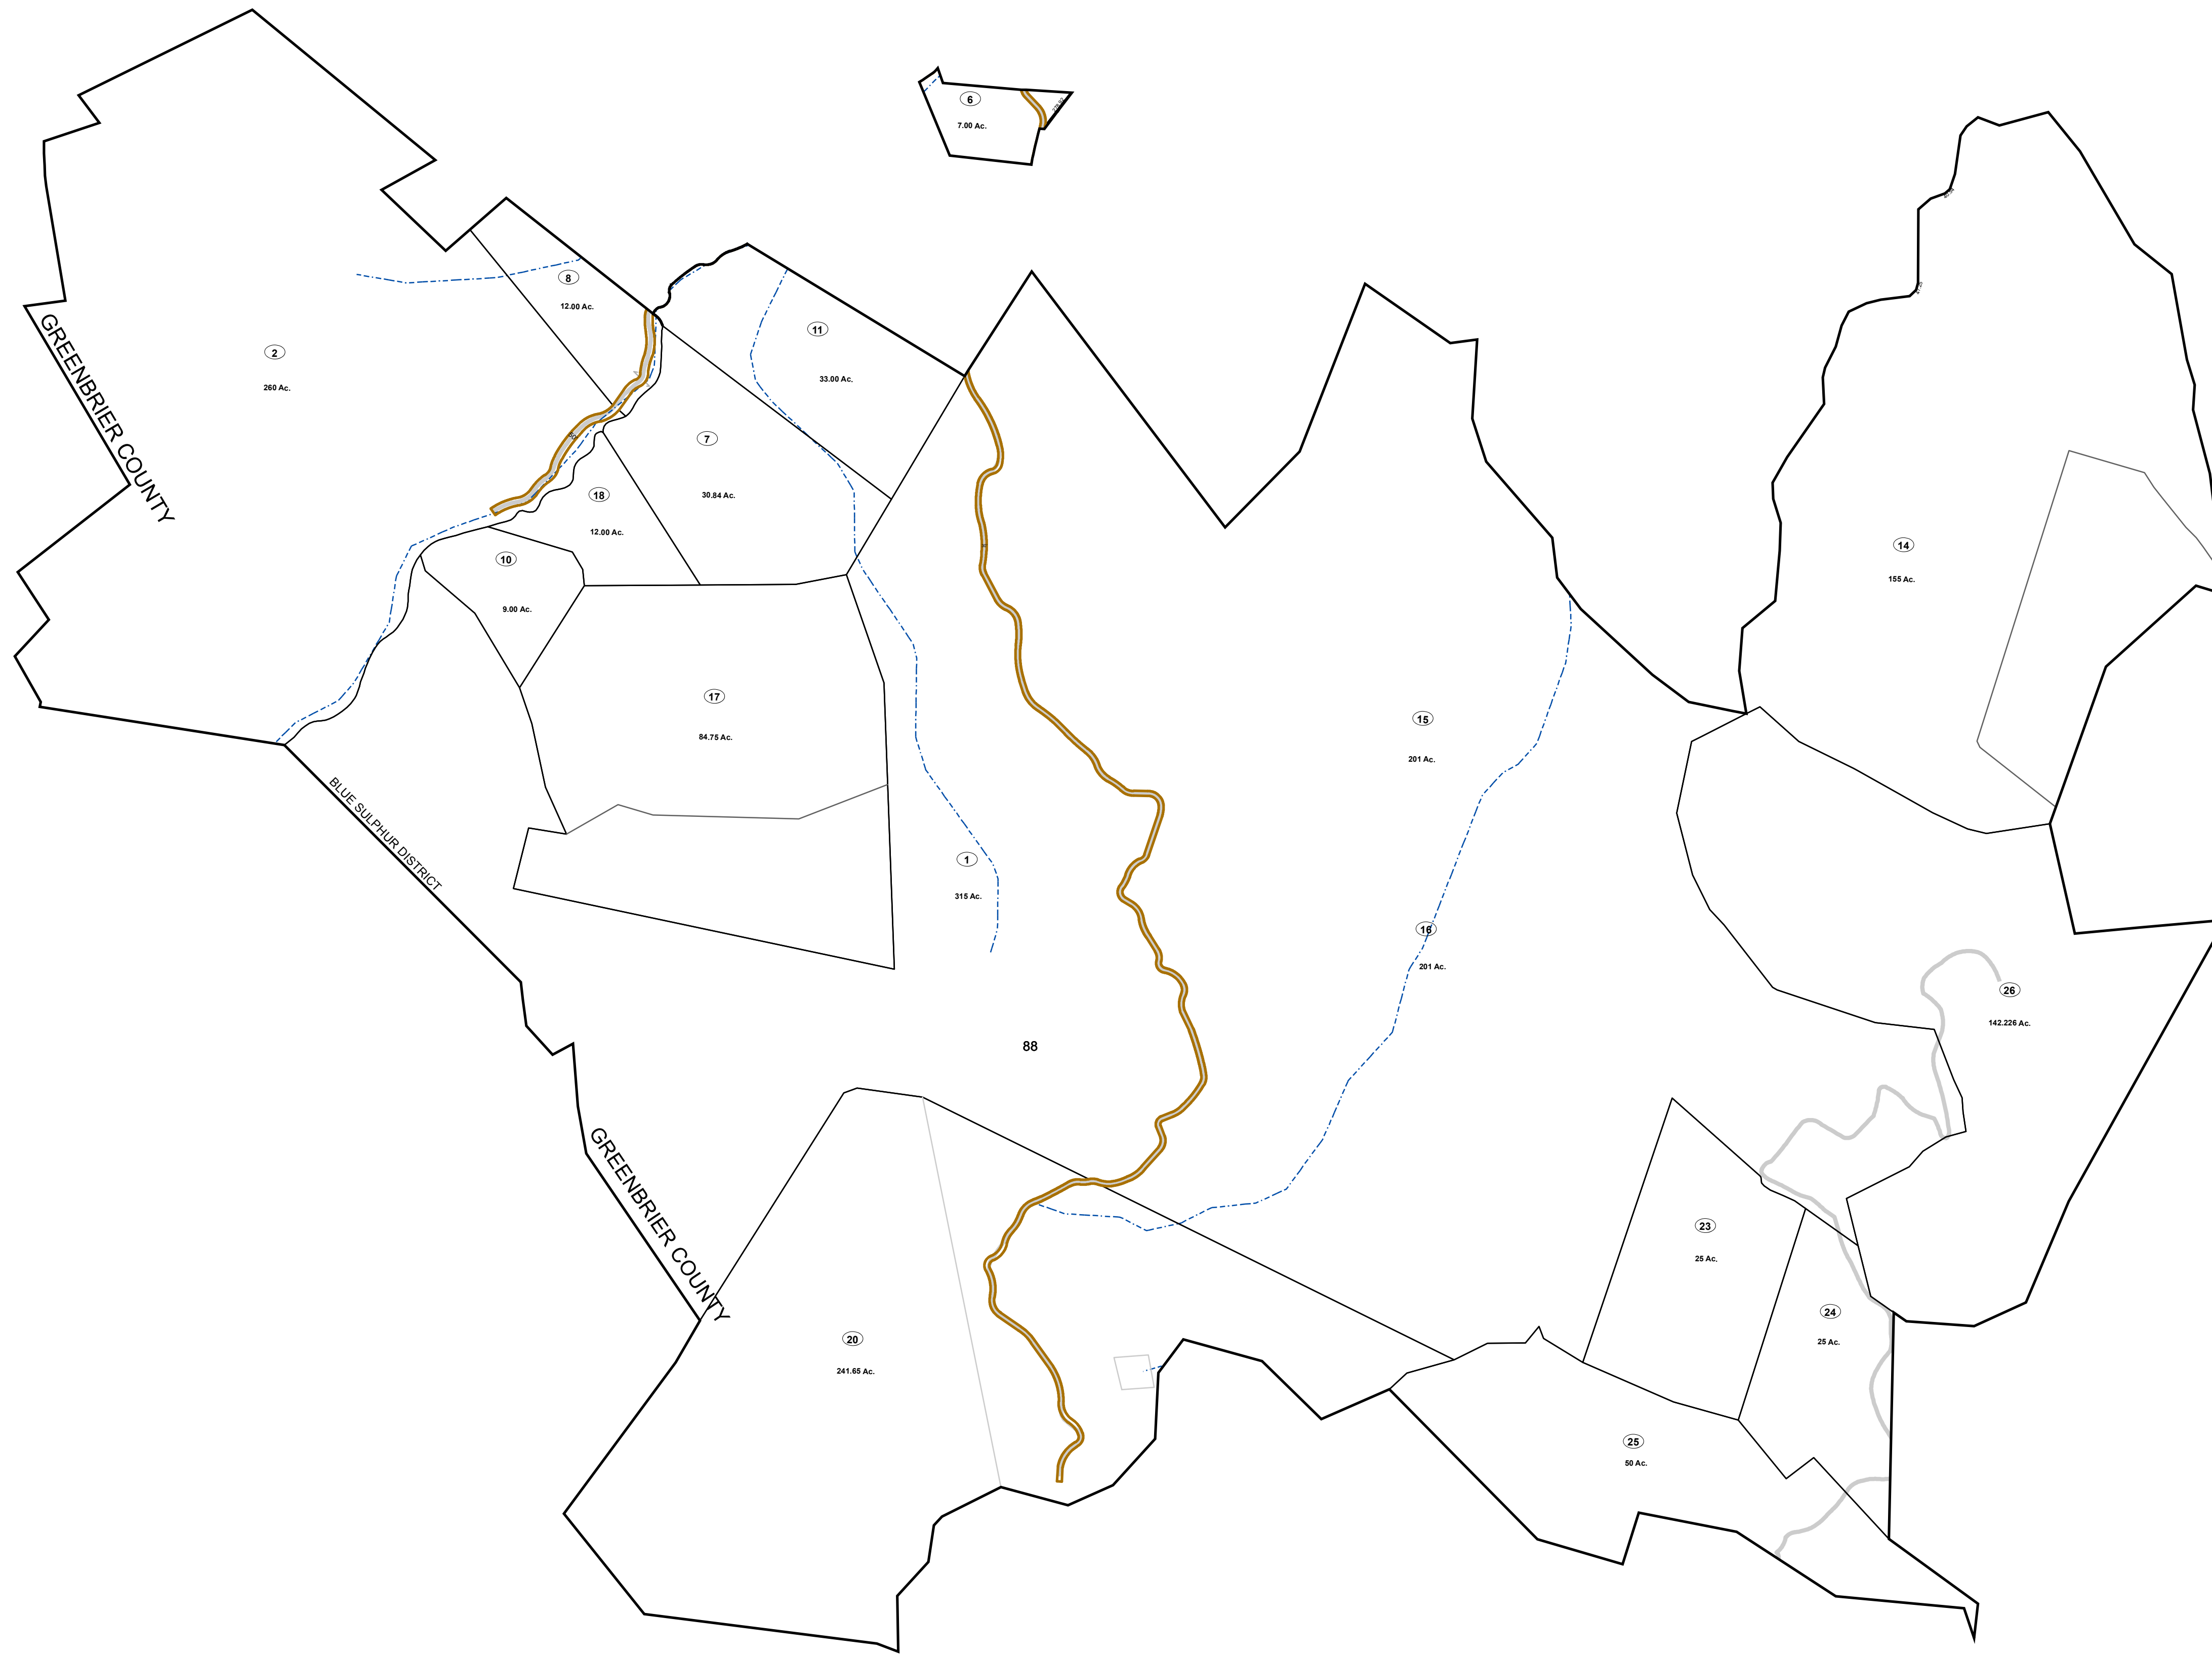 6
7.00 Ac.
8
12.00 Ac.
11
33.00 Ac.
2
260 Ac.
GREENBRIER COUNTY
7
30.84 Ac.
18
12.00 Ac.
10
9.00 Ac.
14
155 Ac.
17
84.75 Ac.
15
201 Ac.
BLUE SULPHUR DISTRICT
1
315 Ac.
16
201 Ac.
26
142.226 Ac.
88
GREENBRIER COUNTY
23
25 Ac.
24
25 Ac.
20
241.65 Ac.
25
50 Ac.